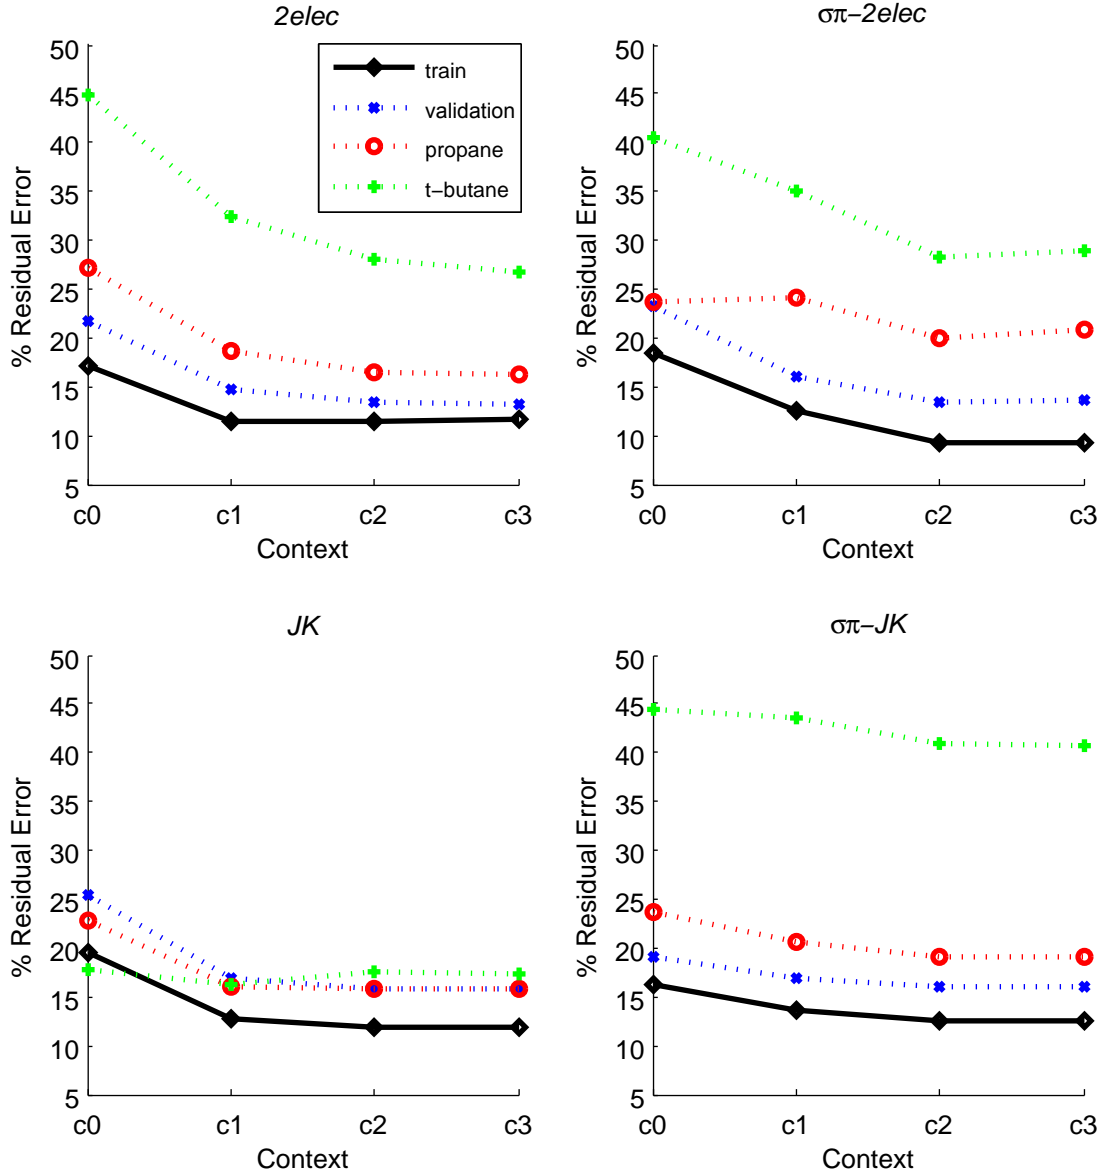 2elec
50
45
40
35
30
25
20
15
10
5
% Residual Error
train
validation
propane
t−butane
c0 c1 c2 c3
Context
σπ−2elec
50
45
40
35
30
25
20
15
10
5
% Residual Error
c0 c1 c2 c3
Context
JK
50
45
40
35
30
25
20
15
10
5
% Residual Error
c0 c1 c2 c3
Context
σπ−JK
50
45
40
35
30
25
20
15
10
5
% Residual Error
c0 c1 c2 c3
Context